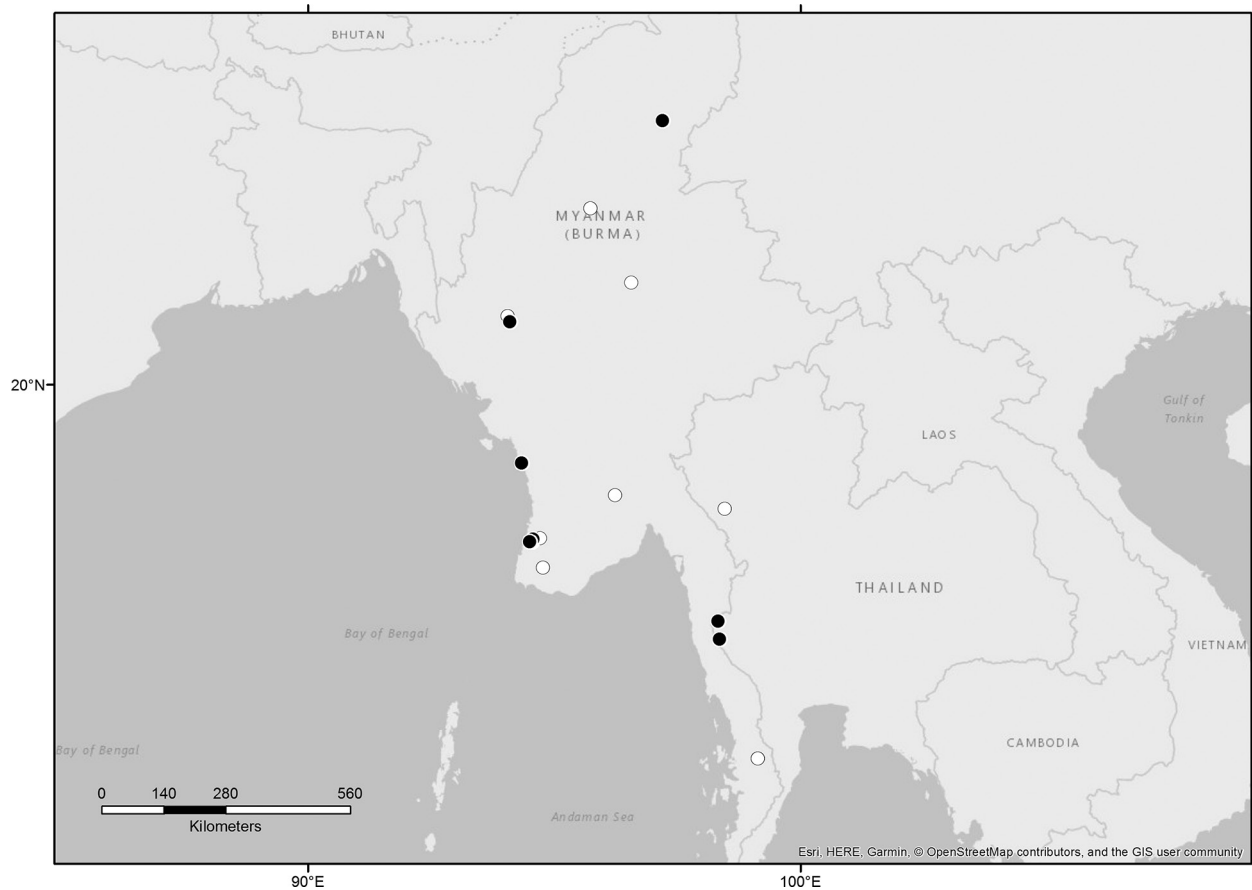 BHUTAN
MYANMAR
(BURMA)
20°N
Gulf of
Tonkin
LAOS
THAILAND
Bay of Bengal
VIETNAM
CAMBODIA
Bay of Bengal
0 140 280 560
Kilometers
Andaman Sea
Esri, HERE, Garmin, © OpenStreetMap contributors, and the GIS user community
90°E 100°E